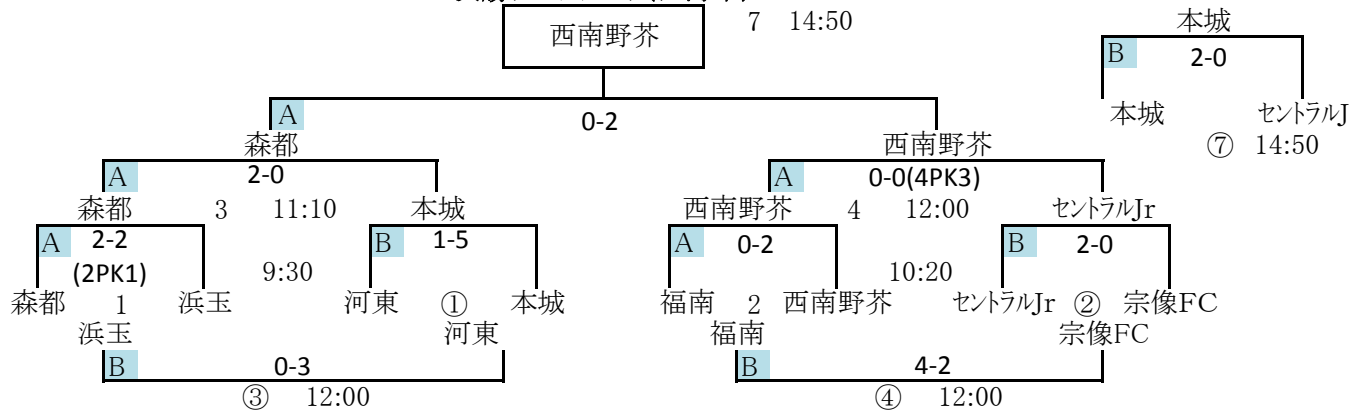 西南野芥 7 14:50 本城
B 2-0
A 0-2 本城 セントラルJ
森都 西南野芥 ⑦ 14:50
A 2-0 A 0-0(4PK3)
森都 3 11:10 本城 西南野芥 4 12:00 セントラルJr
A 2-2 B 1-5 A 0-2 B 2-0
(2PK1) 9:30 10:20
森都 1 浜玉 河東 ① 本城 福南 2 西南野芥 セントラルJr ② 宗像FC
浜玉 河東 福南 宗像FC
B 0-3 B 4-2
③ 12:00 ④ 12:00